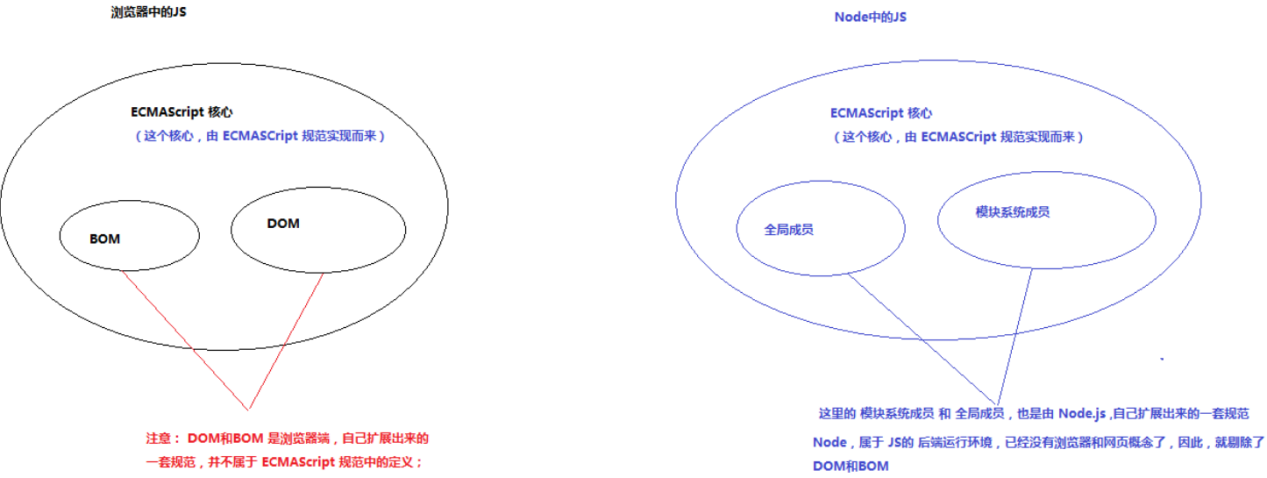 浏览器中的JS
ECMAScript 核心
（这个核心，由 ECMASCript 规范实现而来）
BOM
DOM
注意： DOM和BOM 是浏览器端，自己扩展出来的
一套规范，并不属于 ECMAScript 规范中的定义；
Node中的JS
ECMAScript 核心
（这个核心，由 ECMASCript 规范实现而来）
全局成员
模块系统成员
这里的 模块系统成员 和 全局成员，也是由 Node.js ,自己扩展出来的一套规范
Node，属于 JS的 后端运行环境，已经没有浏览器和网页概念了，因此，就剔除了
DOM和BOM